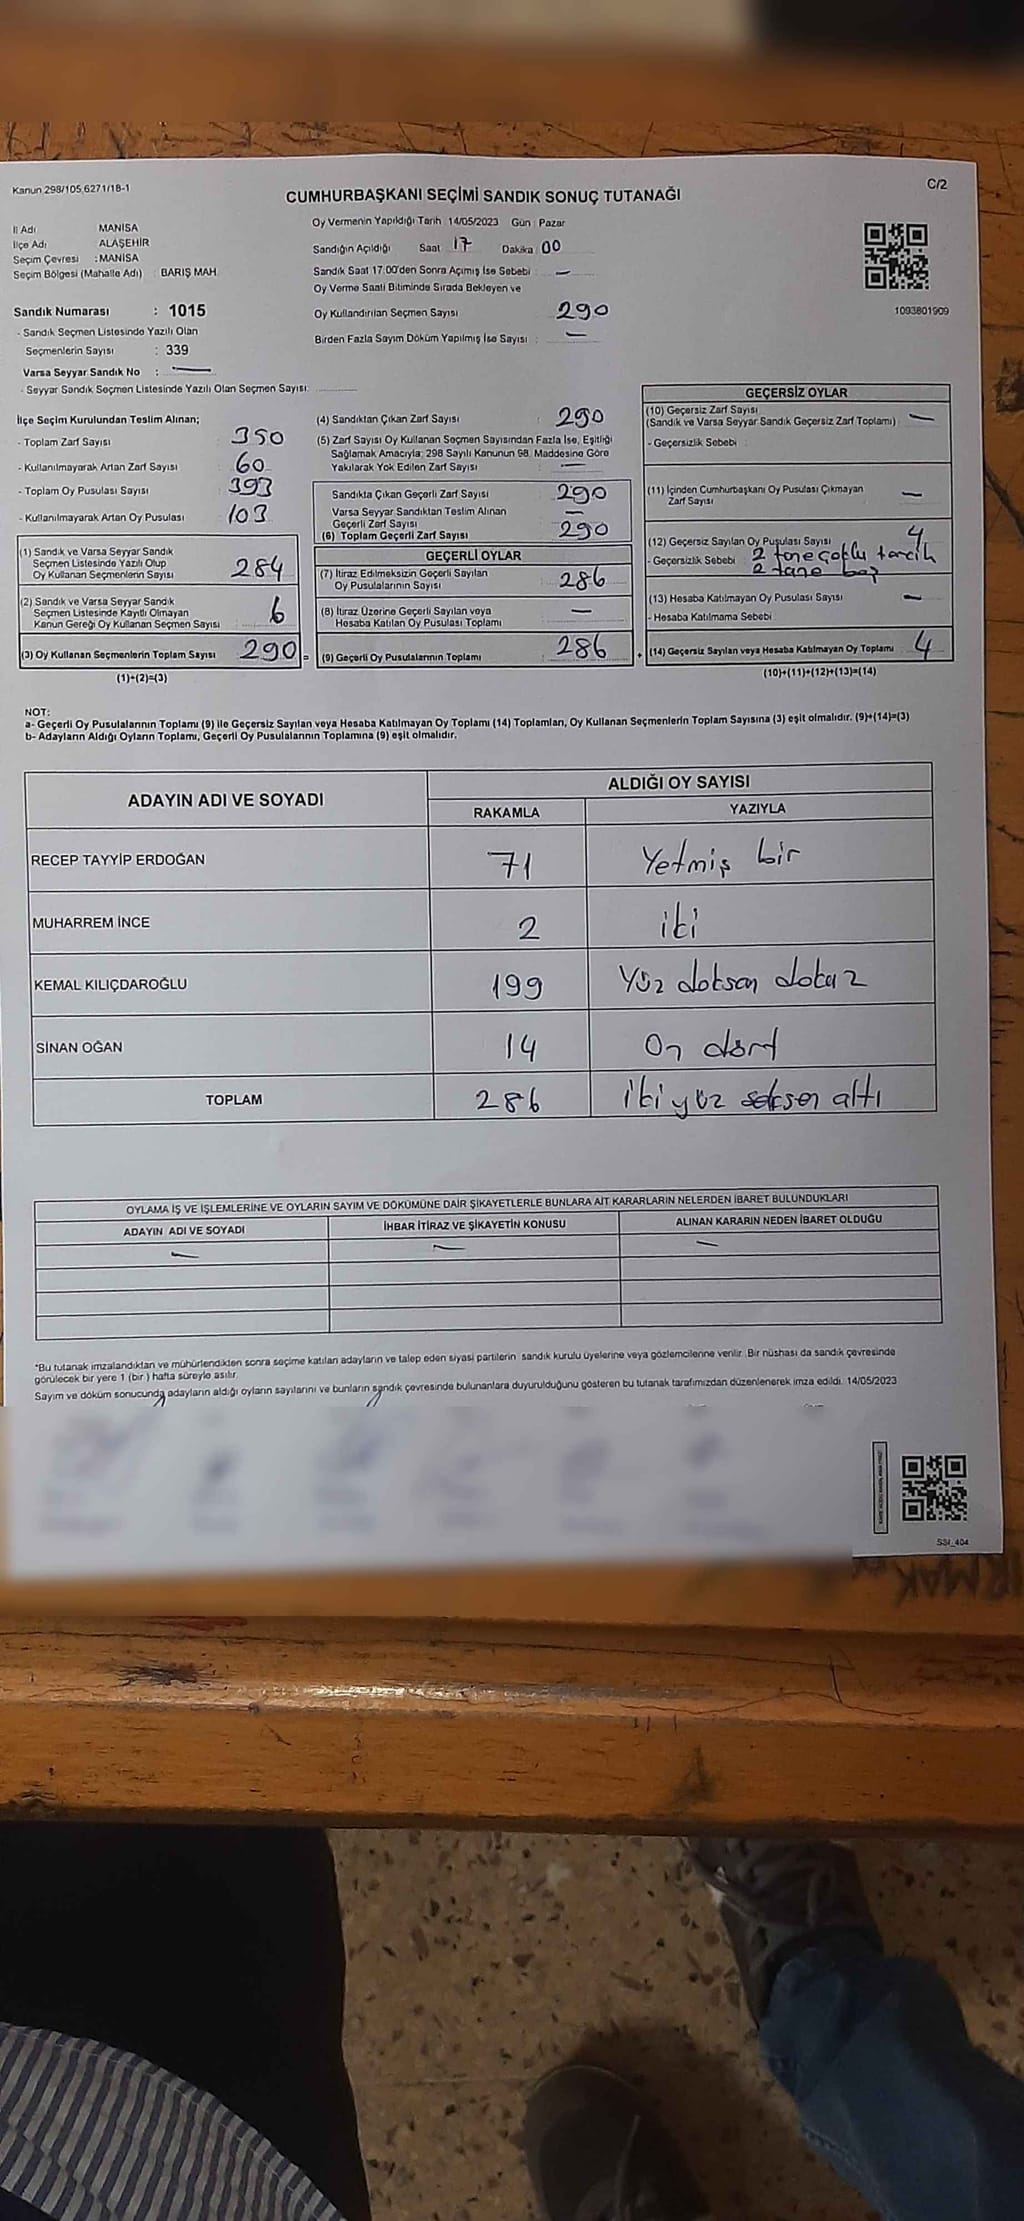 Kanun 298/105,6271/18-1
C/2
CUMHURBAŞKANI SEÇİMİ SANDIK SONUÇ TUTANAĞI
İl Adı MANİSA
İlçe Adı ALAŞEHİR
Seçim Çevresi : MANİSA
Seçim Bölgesi (Mahalle Adı) : BARIŞ MAH.
Oy Vermenin Yapıldığı Tarih 14/05/2023 Gün : Pazar
Sandığın Açıldığı Saat 17 Dakika 00
Sandık Saat 17:00'den Sonra Açımış İse Sebebi : —
Oy Verme Saati Bitiminde Sırada Bekleyen ve
Oy Kullandırılan Seçmen Sayısı 290
Birden Fazla Sayım Döküm Yapılmış İse Sayısı : —
1093801909
Sandık Numarası : 1015
- Sandık Seçmen Listesinde Yazılı Olan
Seçmenlerin Sayısı : 339
Varsa Seyyar Sandık No : —
- Seyyar Sandık Seçmen Listesinde Yazılı Olan Seçmen Sayısı:
İlçe Seçim Kurulundan Teslim Alınan;
- Toplam Zarf Sayısı : 350
- Kullanılmayarak Artan Zarf Sayısı : 60
- Toplam Oy Pusulası Sayısı : 393
- Kullanılmayarak Artan Oy Pusulası : 103
(1) Sandık ve Varsa Seyyar Sandık
Seçmen Listesinde Yazılı Olup
Oy Kullanan Seçmenlerin Sayısı 284
(2) Sandık ve Varsa Seyyar Sandık
Seçmen Listesinde Kayıtlı Olmayan
Kanun Gereği Oy Kullanan Seçmen Sayısı 6
(3) Oy Kullanan Seçmenlerin Toplam Sayısı 290 =
(1)+(2)=(3)
(4) Sandıktan Çıkan Zarf Sayısı : 290
(5) Zarf Sayısı Oy Kullanan Seçmen Sayısından Fazla İse, Eşitliği
Sağlamak Amacıyla; 298 Sayılı Kanunun 98. Maddesine Göre
Yakılarak Yok Edilen Zarf Sayısı : —
Sandıkta Çıkan Geçerli Zarf Sayısı 290
Varsa Seyyar Sandıktan Teslim Alınan
Geçerli Zarf Sayısı —
(6) Toplam Geçerli Zarf Sayısı 290
GEÇERLİ OYLAR
(7) İtiraz Edilmeksizin Geçerli Sayılan
Oy Pusulalarının Sayısı 286
(8) İtiraz Üzerine Geçerli Sayılan veya
Hesaba Katılan Oy Pusulası Toplamı —
(9) Geçerli Oy Pusulalarının Toplamı 286 +
GEÇERSİZ OYLAR
(10) Geçersiz Zarf Sayısı
(Sandık ve Varsa Seyyar Sandık Geçersiz Zarf Toplamı) —
- Geçersizlik Sebebi :
(11) İçinden Cumhurbaşkanı Oy Pusulası Çıkmayan
Zarf Sayısı —
(12) Geçersiz Sayılan Oy Pusulası Sayısı 4
- Geçersizlik Sebebi 2 tane çoklu tercih
2 tane boş
(13) Hesaba Katılmayan Oy Pusulası Sayısı —
- Hesaba Katılmama Sebebi :
(14) Geçersiz Sayılan veya Hesaba Katılmayan Oy Toplamı 4
(10)+(11)+(12)+(13)=(14)
NOT:
a- Geçerli Oy Pusulalarının Toplamı (9) ile Geçersiz Sayılan veya Hesaba Katılmayan Oy Toplamı (14) Toplamları, Oy Kullanan Seçmenlerin Toplam Sayısına (3) eşit olmalıdır. (9)+(14)=(3)
b- Adayların Aldığı Oyların Toplamı, Geçerli Oy Pusulalarının Toplamına (9) eşit olmalıdır.
ADAYIN ADI VE SOYADI
ALDIĞI OY SAYISI
RAKAMLA YAZIYLA
RECEP TAYYİP ERDOĞAN 71 Yetmiş bir
MUHARREM İNCE 2 iki
KEMAL KILIÇDAROĞLU 199 Yüz doksan dokuz
SİNAN OĞAN 14 On dört
TOPLAM 286 iki yüz seksen altı
OYLAMA İŞ VE İŞLEMLERİNE VE OYLARIN SAYIM VE DÖKÜMÜNE DAİR ŞİKAYETLERLE BUNLARA AİT KARARLARIN NELERDEN İBARET BULUNDUKLARI
ADAYIN ADI VE SOYADI İHBAR İTİRAZ VE ŞİKAYETİN KONUSU ALINAN KARARIN NEDEN İBARET OLDUĞU
— — —
*Bu tutanak imzalandıktan ve mühürlendikten sonra seçime katılan adayların ve talep eden siyasi partilerin sandık kurulu üyelerine veya gözlemcilerine verilir. Bir nüshası da sandık çevresinde
görülecek bir yere 1 (bir) hafta süreyle asılır.
Sayım ve döküm sonucunda adayların aldığı oyların sayılarını ve bunların sandık çevresinde bulunanlara duyurulduğunu gösteren bu tutanak tarafımızdan düzenlenerek imza edildi. 14/05/2023
SSI_404